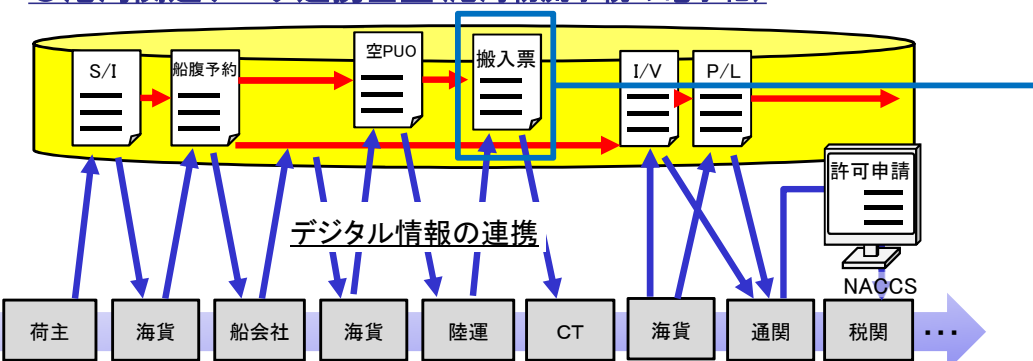 S/I
船腹予約
空PUO
搬入票
I/V
P/L
許可申請
デジタル情報の連携
NACCS
荷主
海貨
船会社
海貨
陸運
CT
海貨
通関
税関
・・・